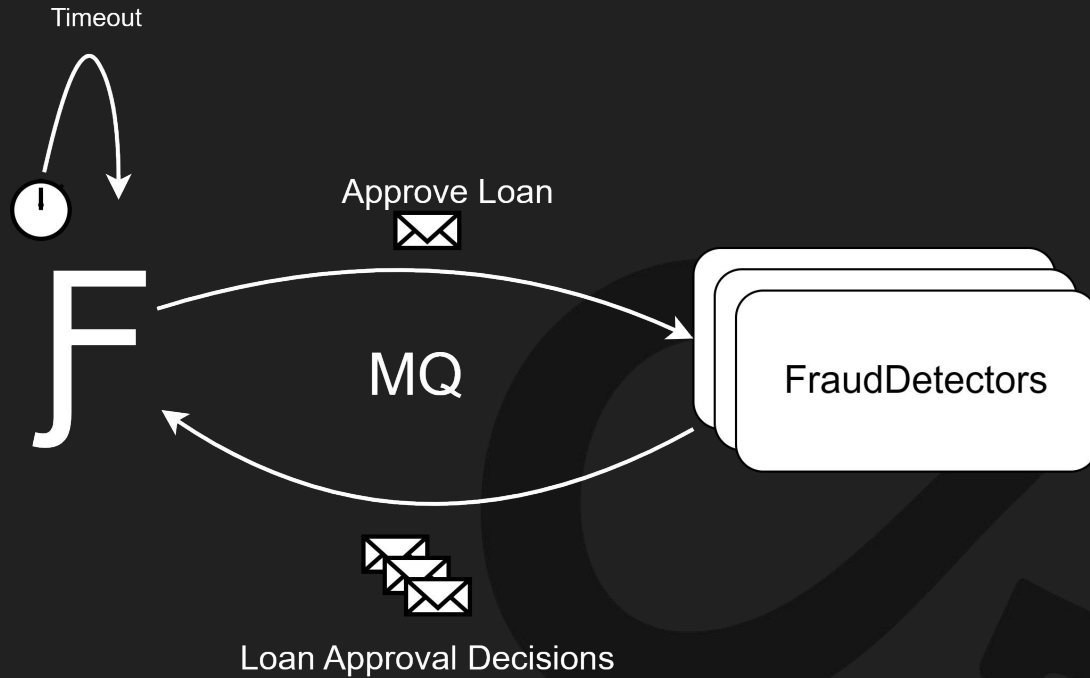 Timeout
Approve Loan
Ƒ
MQ
FraudDetectors
Loan Approval Decisions